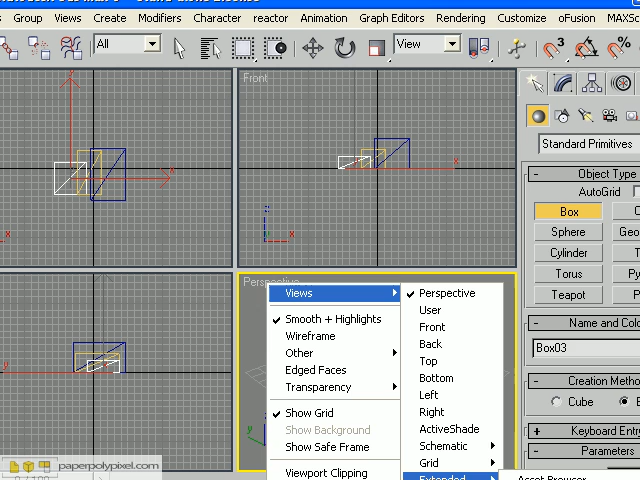 Group Views Create Modifiers Character reactor Animation Graph Editors Rendering Customize oFusion MAXSc
All
View
3
Standard Primitives
Front
Object Type
AutoGrid
Box
Sphere
Geo
Cylinder
Torus
Teapot
x
x
y
x
x
Perspective
Name and Colo
Box03
Creation Metho
Cube
Keyboard Entry
Parameters
y
Views
Smooth + Highlights
Wireframe
Other
Edged Faces
Transparency
Show Grid
Show Background
Show Safe Frame
Viewport Clipping
Perspective
User
Front
Back
Top
Bottom
Left
Right
ActiveShade
Schematic
Grid
Extended
Asset Browser
paperpolypixel.com